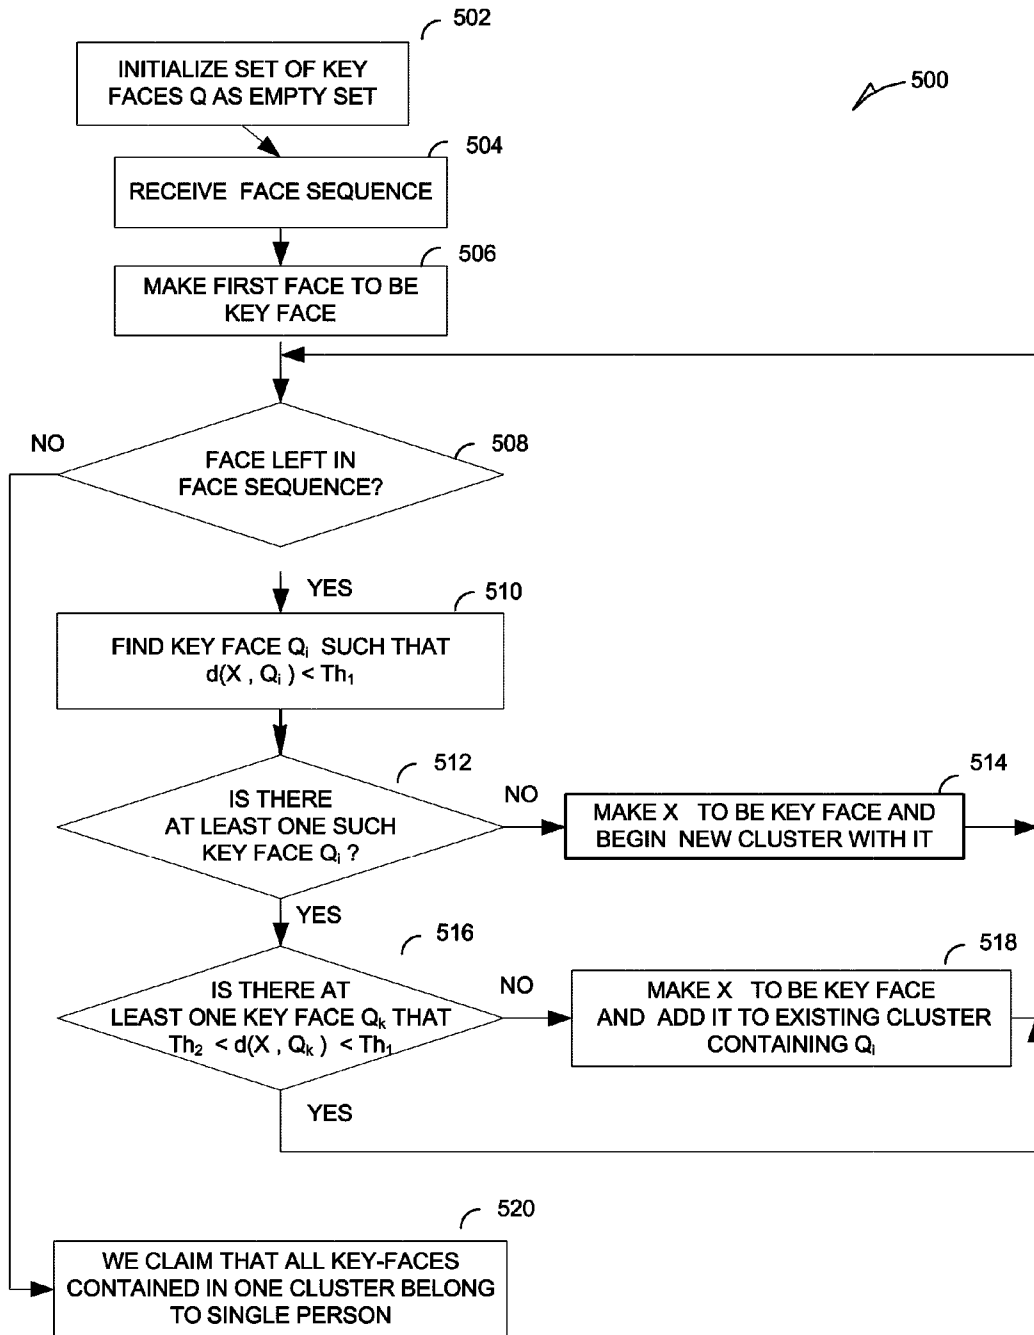 502
INITIALIZE SET OF KEY
FACES Q AS EMPTY SET
500
504
RECEIVE FACE SEQUENCE
506
MAKE FIRST FACE TO BE
KEY FACE
NO
508
FACE LEFT IN
FACE SEQUENCE?
YES
510
FIND KEY FACE Qi SUCH THAT
d(X , Qi ) < Th1
512
IS THERE
AT LEAST ONE SUCH
KEY FACE Qi ?
NO
514
MAKE X TO BE KEY FACE AND
BEGIN NEW CLUSTER WITH IT
YES
516
IS THERE AT
LEAST ONE KEY FACE Qk THAT
Th2 < d(X , Qk ) < Th1
NO
518
MAKE X TO BE KEY FACE
AND ADD IT TO EXISTING CLUSTER
CONTAINING Qi
YES
520
WE CLAIM THAT ALL KEY-FACES
CONTAINED IN ONE CLUSTER BELONG
TO SINGLE PERSON